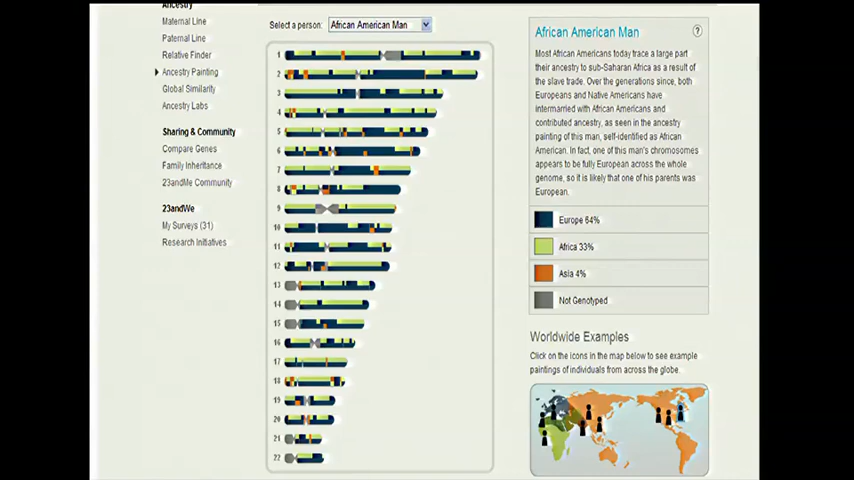 Ancestry
Maternal Line
Paternal Line
Relative Finder
Ancestry Painting
Global Similarity
Ancestry Labs
Sharing & Community
Compare Genes
Family Inheritance
23andMe Community
23andWe
My Surveys (31)
Research Initiatives
Select a person: African American Man
1
2
3
4
5
6
7
8
9
10
11
12
13
14
15
16
17
18
19
20
21
22
African American Man
?
Most African Americans today trace a large part
their ancestry to sub-Saharan Africa as a result of
the slave trade. Over the generations since, both
Europeans and Native Americans have
intermarried with African Americans and
contributed ancestry, as seen in the ancestry
painting of this man, self-identified as African
American. In fact, one of this man's chromosomes
appears to be fully European across the whole
genome, so it is likely that one of his parents was
European.
Europe 64%
Africa 33%
Asia 4%
Not Genotyped
Worldwide Examples
Click on the icons in the map below to see example
paintings of individuals from across the globe.